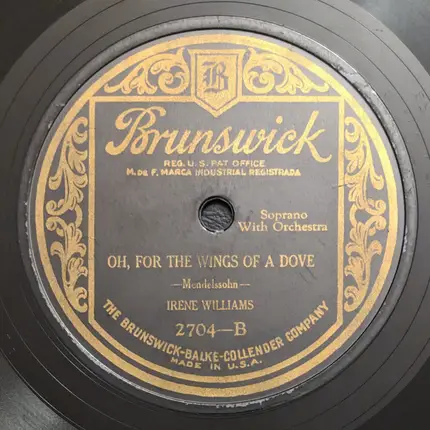 B
Brunswick
REG. U.S. PAT OFFICE
M. DE F. MARCA INDUSTRIAL REGISTRADA
Soprano
With Orchestra
OH, FOR THE WINGS OF A DOVE
—Mendelssohn—
IRENE WILLIAMS
2704—B
THE BRUNSWICK-BALKE-COLLENDER COMPANY
MADE IN U.S.A.